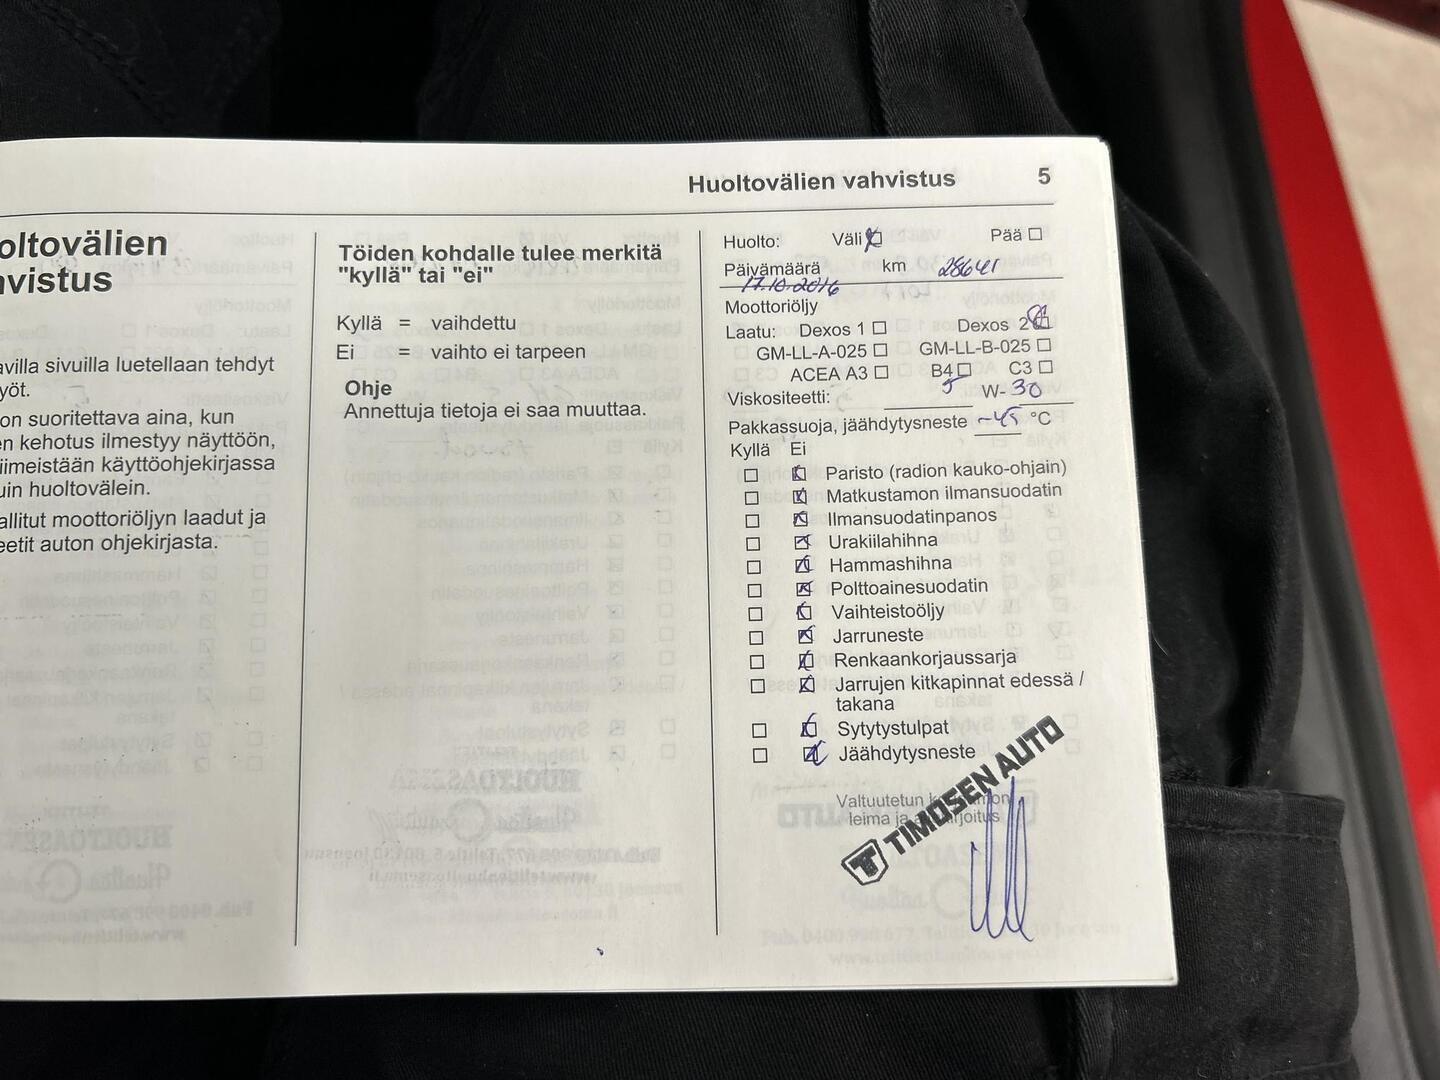 Huoltovälien vahvistus 5
oltovälien
vistus
avilla sivuilla luetellaan tehdyt
yöt.
on suoritettava aina, kun
en kehotus ilmestyy näyttöön,
iimeistään käyttöohjekirjassa
uin huoltovälein.
allitut moottoriöljyn laadut ja
eetit auton ohjekirjasta.
Töiden kohdalle tulee merkitä
"kyllä" tai "ei"
Kyllä = vaihdettu
Ei = vaihto ei tarpeen
Ohje
Annettuja tietoja ei saa muuttaa.
Huolto: Väli Pää
Päivämäärä km 28641
17.10.2016
Moottoriöljy
Laatu: Dexos 1 Dexos 2
GM-LL-A-025 GM-LL-B-025
ACEA A3 B4 C3
Viskositeetti: 5 W-30
Pakkassuoja, jäähdytysneste -45 °C
Kyllä Ei
Paristo (radion kauko-ohjain)
Matkustamon ilmansuodatin
Ilmansuodatinpanos
Urakiilahihna
Hammashihna
Polttoainesuodatin
Vaihteistoöljy
Jarruneste
Renkaankorjaussarja
Jarrujen kitkapinnat edessä /
takana
Sytytystulpat
Jäähdytysneste
Valtuutetun
leima ja
TIMOSEN AUTO